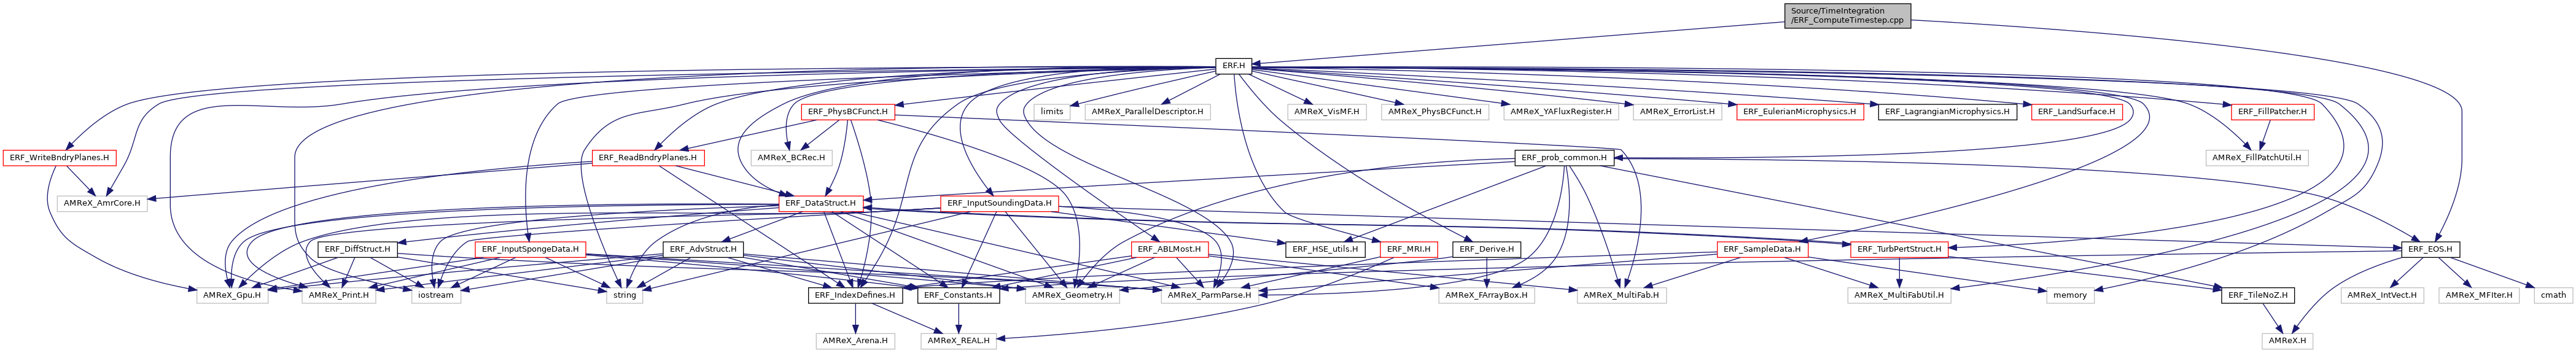 Source/TimeIntegration
/ERF_ComputeTimestep.cpp
ERF.H
ERF_PhysBCFunct.H
limits
AMReX_ParallelDescriptor.H
AMReX_VisMF.H
AMReX_PhysBCFunct.H
AMReX_YAFluxRegister.H
AMReX_ErrorList.H
ERF_EulerianMicrophysics.H
ERF_LagrangianMicrophysics.H
ERF_LandSurface.H
ERF_FillPatcher.H
ERF_WriteBndryPlanes.H
ERF_ReadBndryPlanes.H
AMReX_BCRec.H
ERF_prob_common.H
AMReX_FillPatchUtil.H
AMReX_AmrCore.H
ERF_DataStruct.H
ERF_InputSoundingData.H
ERF_DiffStruct.H
ERF_InputSpongeData.H
ERF_AdvStruct.H
ERF_ABLMost.H
ERF_HSE_utils.H
ERF_MRI.H
ERF_Derive.H
ERF_SampleData.H
ERF_TurbPertStruct.H
ERF_EOS.H
AMReX_Gpu.H
AMReX_Print.H
iostream
string
ERF_IndexDefines.H
ERF_Constants.H
AMReX_Geometry.H
AMReX_ParmParse.H
AMReX_FArrayBox.H
AMReX_MultiFab.H
AMReX_MultiFabUtil.H
memory
ERF_TileNoZ.H
AMReX_IntVect.H
AMReX_MFIter.H
cmath
AMReX_Arena.H
AMReX_REAL.H
AMReX.H